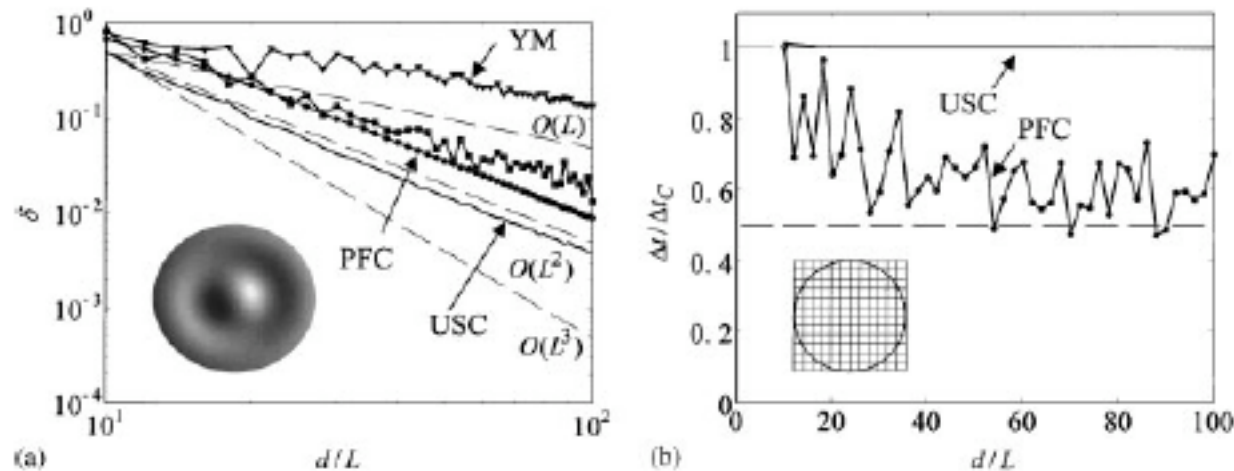 10^0
10^-1
10^-2
10^-3
10^-4
δ
YM
O(L)
PFC
O(L^2)
USC
O(L^3)
10^1
10^2
(a)
d/L
1
0.8
0.6
0.4
0.2
0
Δt/Δt_C
USC
PFC
0
20
40
60
80
100
(b)
d/L